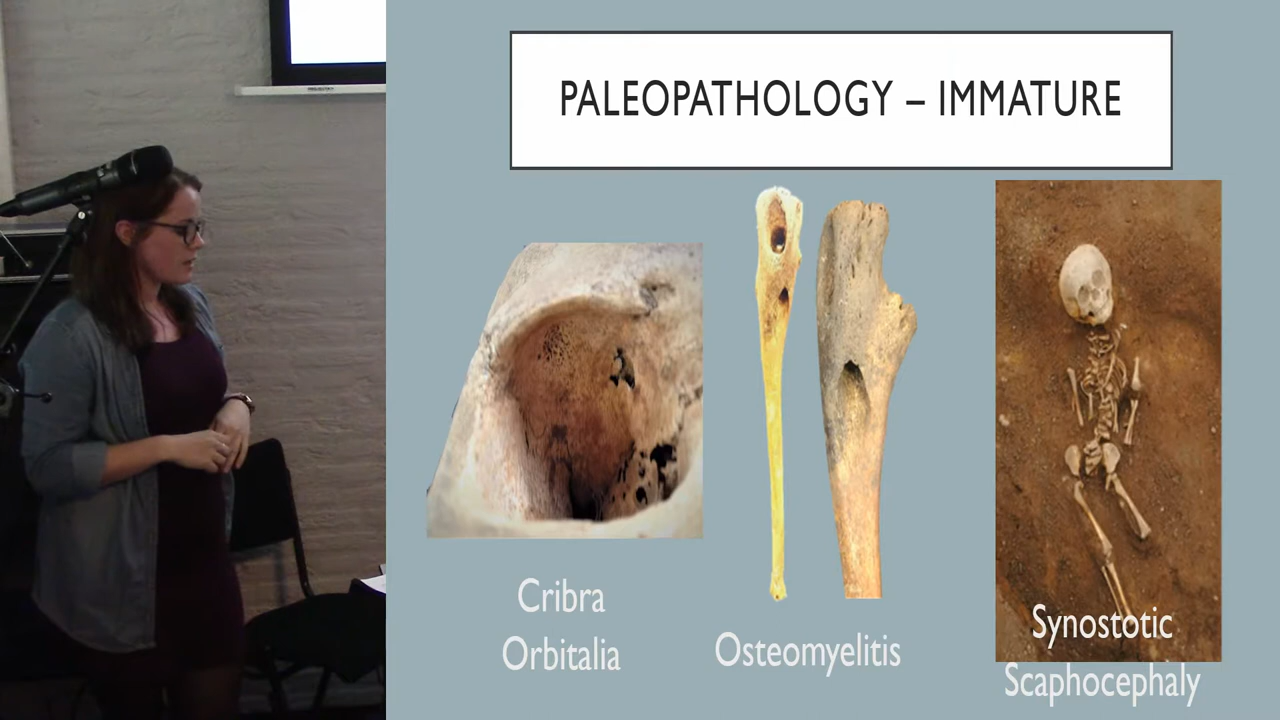 PALEOPATHOLOGY – IMMATURE
Cribra
Orbitalia
Osteomyelitis
Synostotic
Scaphocephaly